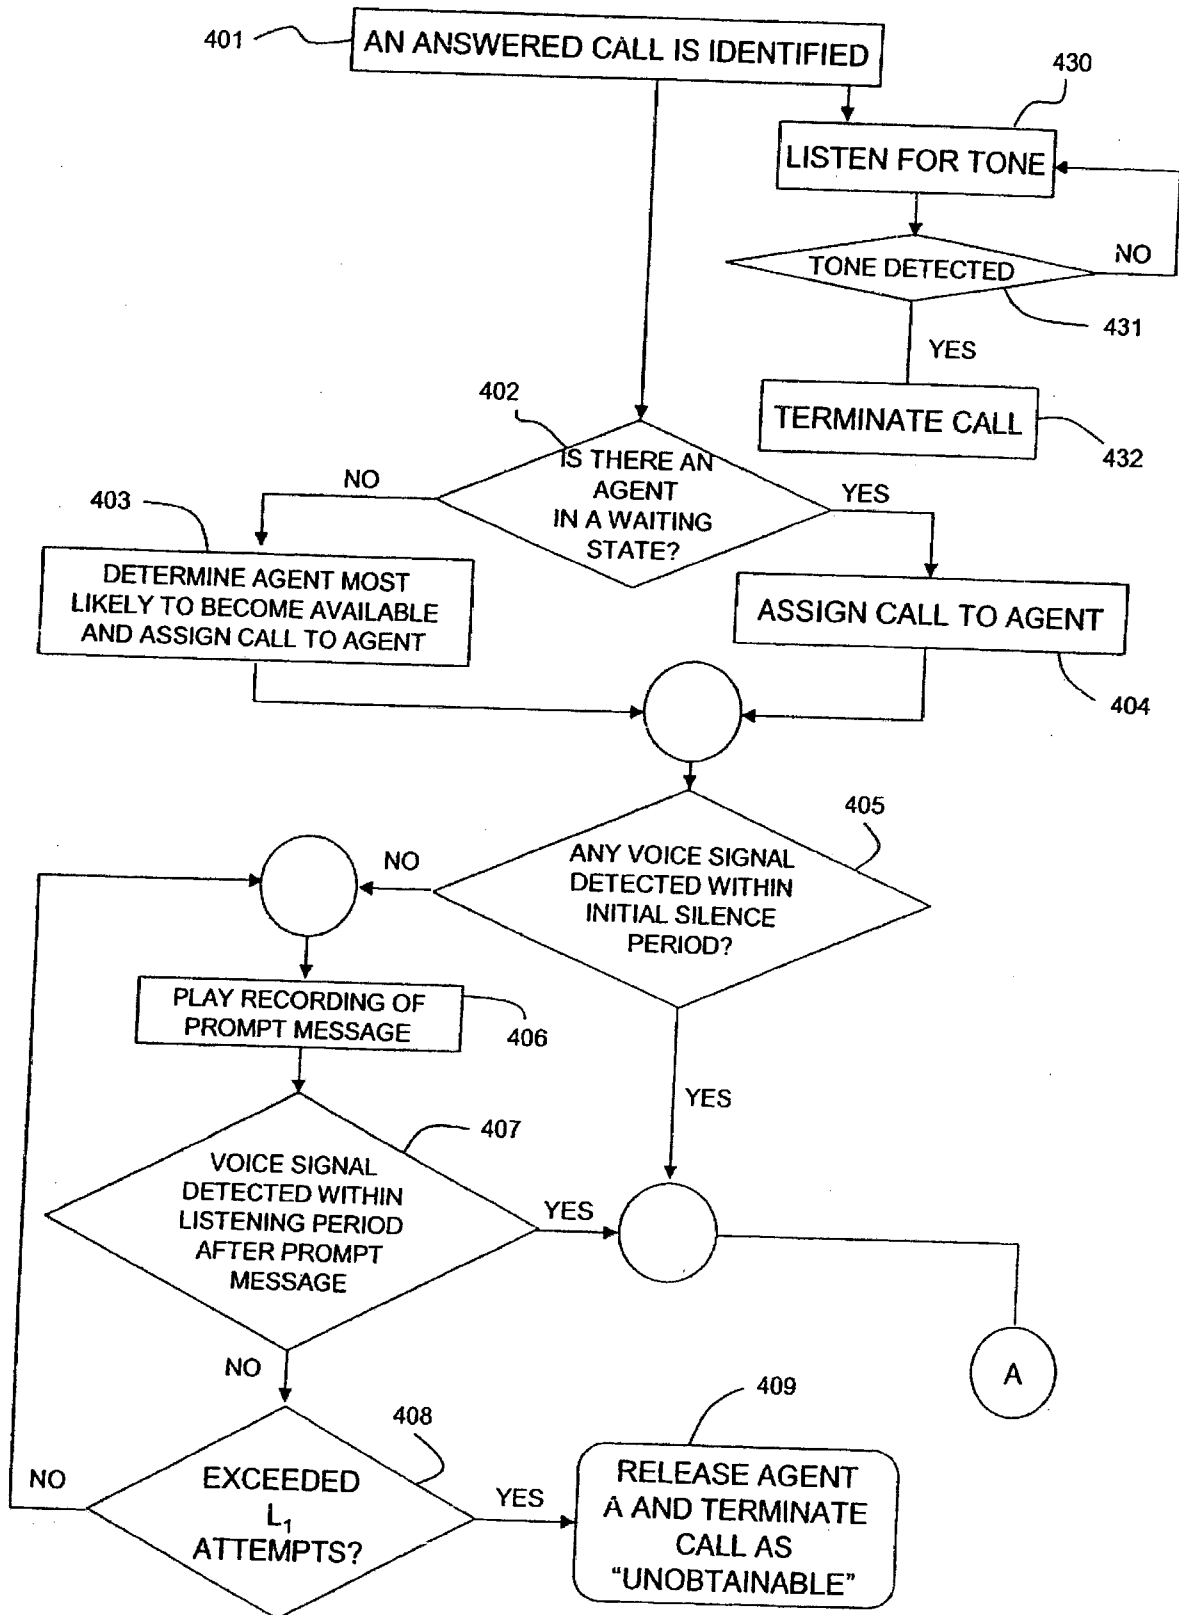 401
AN ANSWERED CALL IS IDENTIFIED
430
LISTEN FOR TONE
TONE DETECTED
NO
431
YES
TERMINATE CALL
432
402
IS THERE AN
AGENT
IN A WAITING
STATE?
NO
YES
403
DETERMINE AGENT MOST
LIKELY TO BECOME AVAILABLE
AND ASSIGN CALL TO AGENT
ASSIGN CALL TO AGENT
404
405
ANY VOICE SIGNAL
DETECTED WITHIN
INITIAL SILENCE
PERIOD?
NO
YES
PLAY RECORDING OF
PROMPT MESSAGE
406
407
VOICE SIGNAL
DETECTED WITHIN
LISTENING PERIOD
AFTER PROMPT
MESSAGE
YES
NO
A
408
EXCEEDED
L1
ATTEMPTS?
NO
YES
409
RELEASE AGENT
A AND TERMINATE
CALL AS
“UNOBTAINABLE”